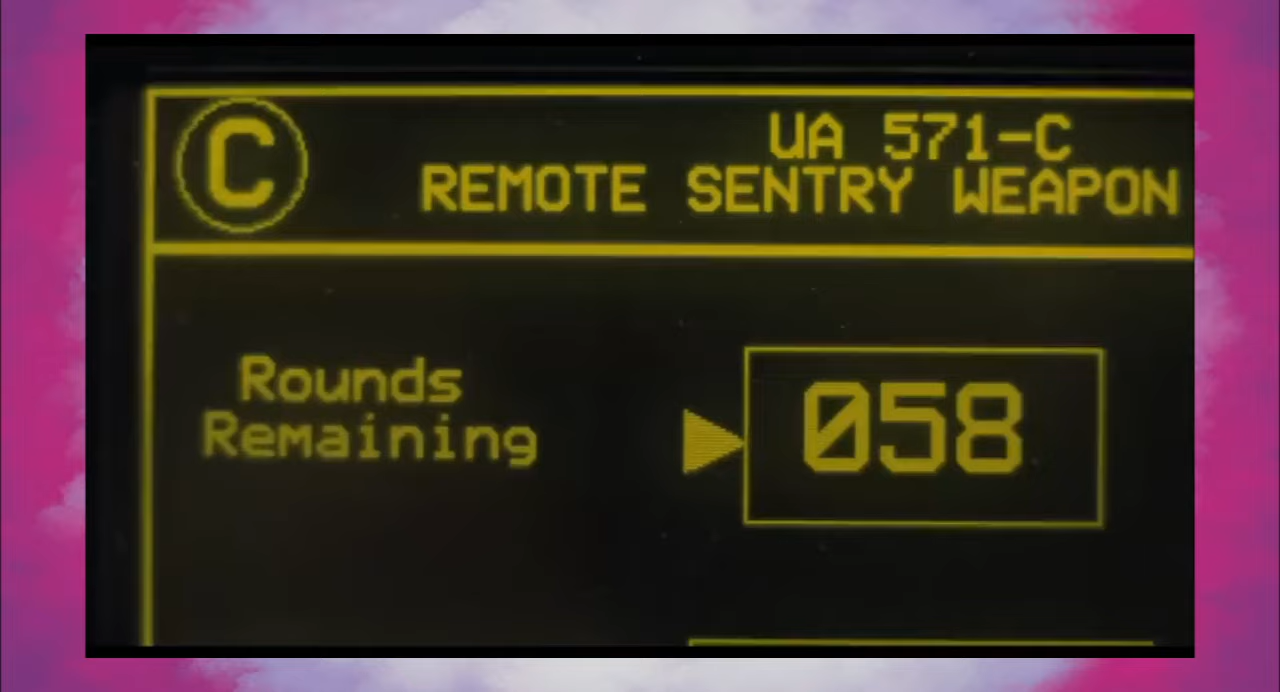 C
UA 571-C
REMOTE SENTRY WEAPON
Rounds
Remaining
058